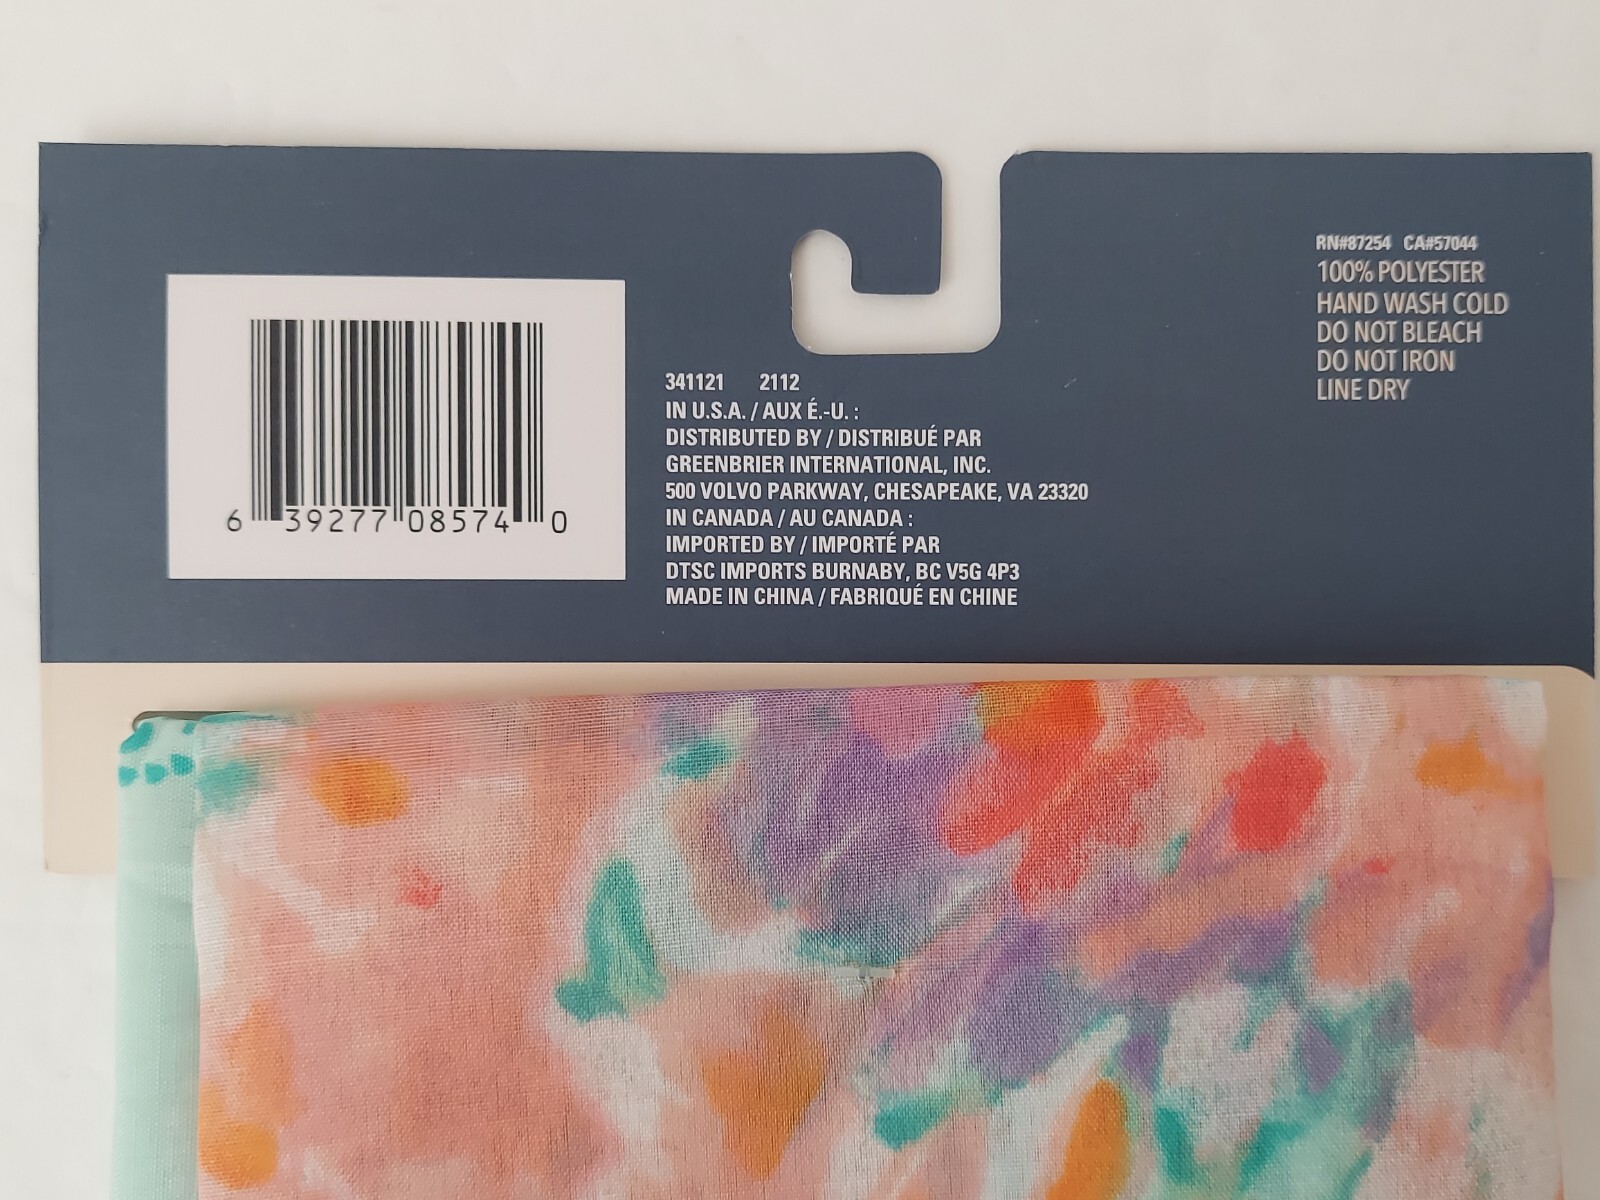 6 39277 08574 0
341121 2112
IN U.S.A. / AUX É.-U. :
DISTRIBUTED BY / DISTRIBUÉ PAR
GREENBRIER INTERNATIONAL, INC.
500 VOLVO PARKWAY, CHESAPEAKE, VA 23320
IN CANADA / AU CANADA :
IMPORTED BY / IMPORTÉ PAR
DTSC IMPORTS BURNABY, BC V5G 4P3
MADE IN CHINA / FABRIQUÉ EN CHINE
RN#87254 CA#57044
100% POLYESTER
HAND WASH COLD
DO NOT BLEACH
DO NOT IRON
LINE DRY